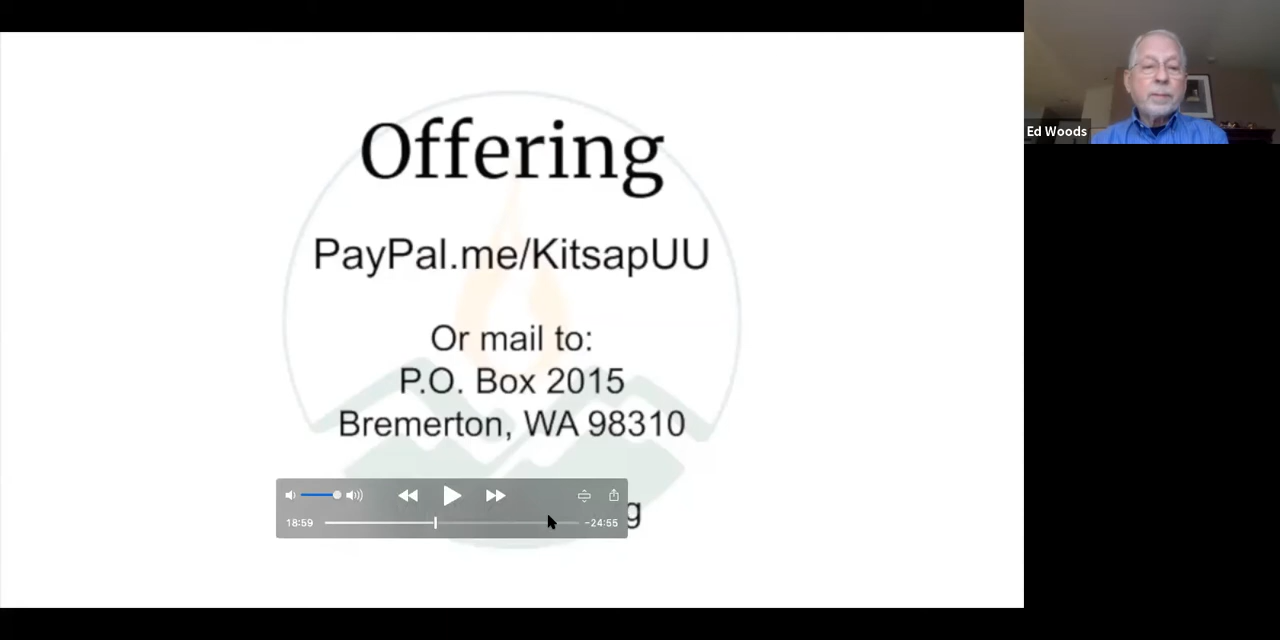 Offering
PayPal.me/KitsapUU
Or mail to:
P.O. Box 2015
Bremerton, WA 98310
18:59
-24:55
Ed Woods